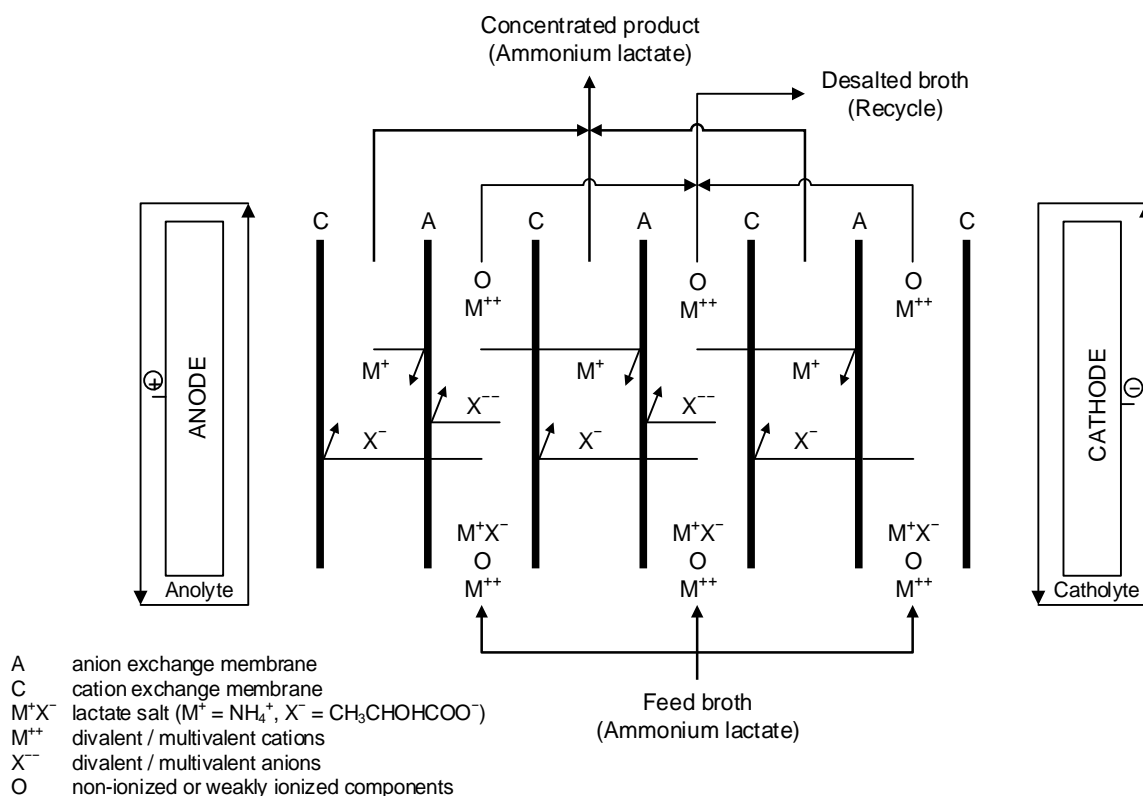 Concentrated product
(Ammonium lactate)
Desalted broth
(Recycle)
C A C A C A C
O O O
M⁺⁺ M⁺⁺ M⁺⁺
M⁺ M⁺ M⁺
X⁻⁻ X⁻⁻
X⁻ X⁻ X⁻
+ ANODE
CATHODE −
M⁺X⁻ M⁺X⁻ M⁺X⁻
O O O
M⁺⁺ M⁺⁺ M⁺⁺
Anolyte
Catholyte
Feed broth
(Ammonium lactate)
A anion exchange membrane
C cation exchange membrane
M⁺X⁻ lactate salt (M⁺ = NH₄⁺, X⁻ = CH₃CHOHCOO⁻)
M⁺⁺ divalent / multivalent cations
X⁻⁻ divalent / multivalent anions
O non-ionized or weakly ionized components